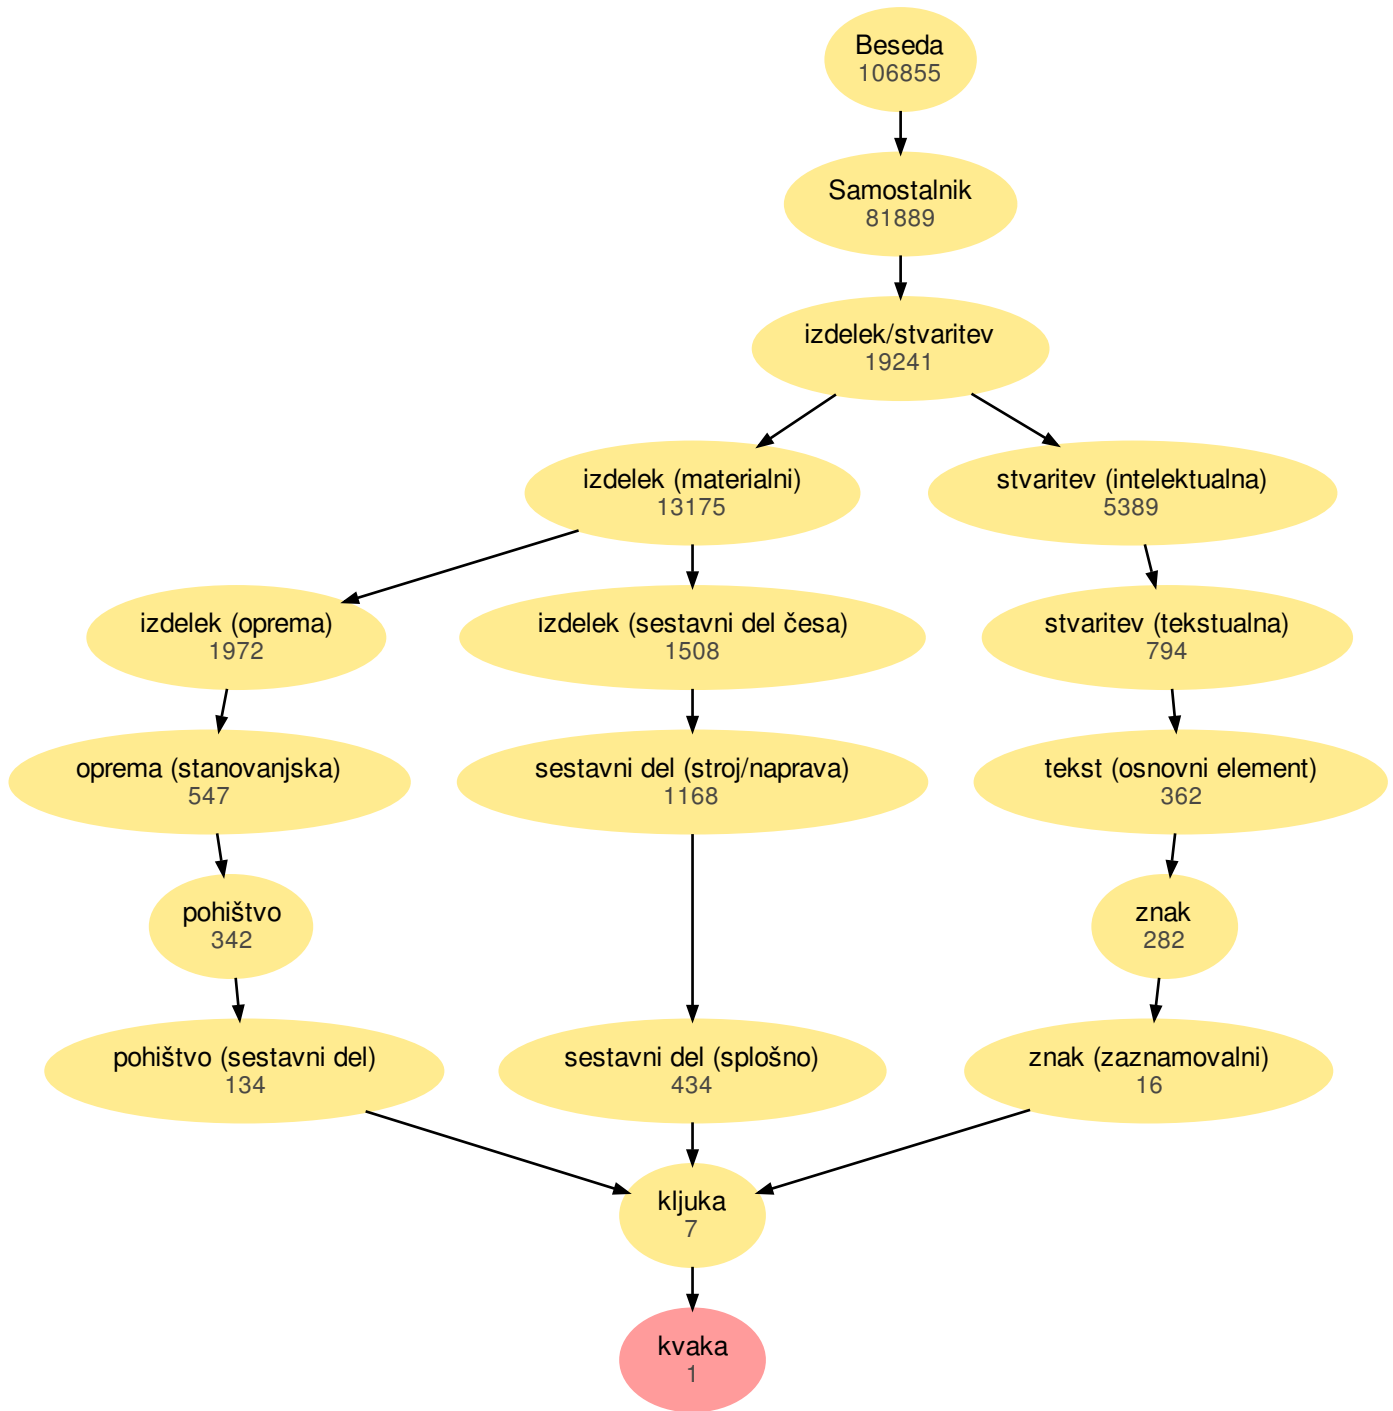 Beseda
106855
Samostalnik
81889
izdelek/stvaritev
19241
izdelek (materialni)
13175
stvaritev (intelektualna)
5389
izdelek (oprema)
1972
izdelek (sestavni del česa)
1508
stvaritev (tekstualna)
794
oprema (stanovanjska)
547
sestavni del (stroj/naprava)
1168
tekst (osnovni element)
362
pohištvo
342
znak
282
pohištvo (sestavni del)
134
sestavni del (splošno)
434
znak (zaznamovalni)
16
kljuka
7
kvaka
1